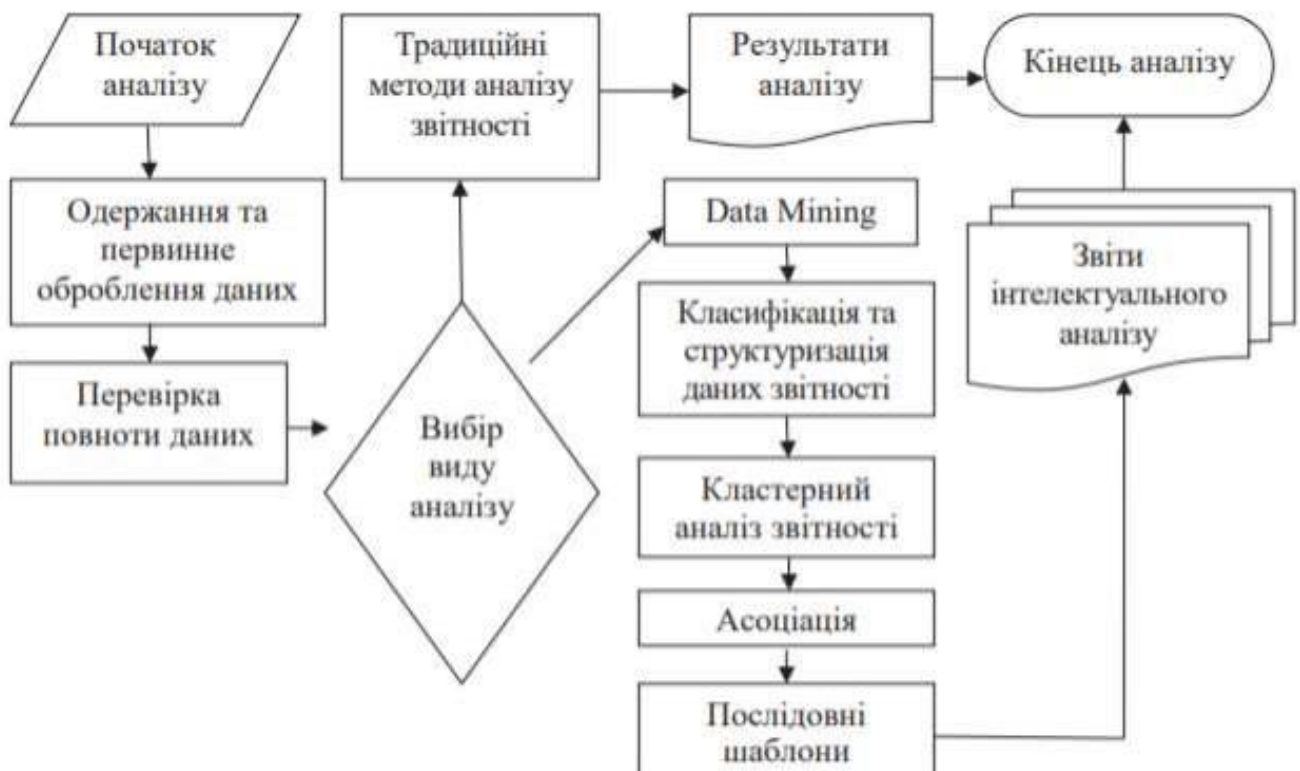 Початок
аналізу
Одержання та
первинне
оброблення даних
Перевірка
повноти даних
Вибір
виду
аналізу
Традиційні
методи аналізу
звітності
Результати
аналізу
Кінець аналізу
Data Mining
Класифікація та
структуризація
даних звітності
Кластерний
аналіз звітності
Асоціація
Послідовні
шаблони
Звіти
інтелектуального
аналізу